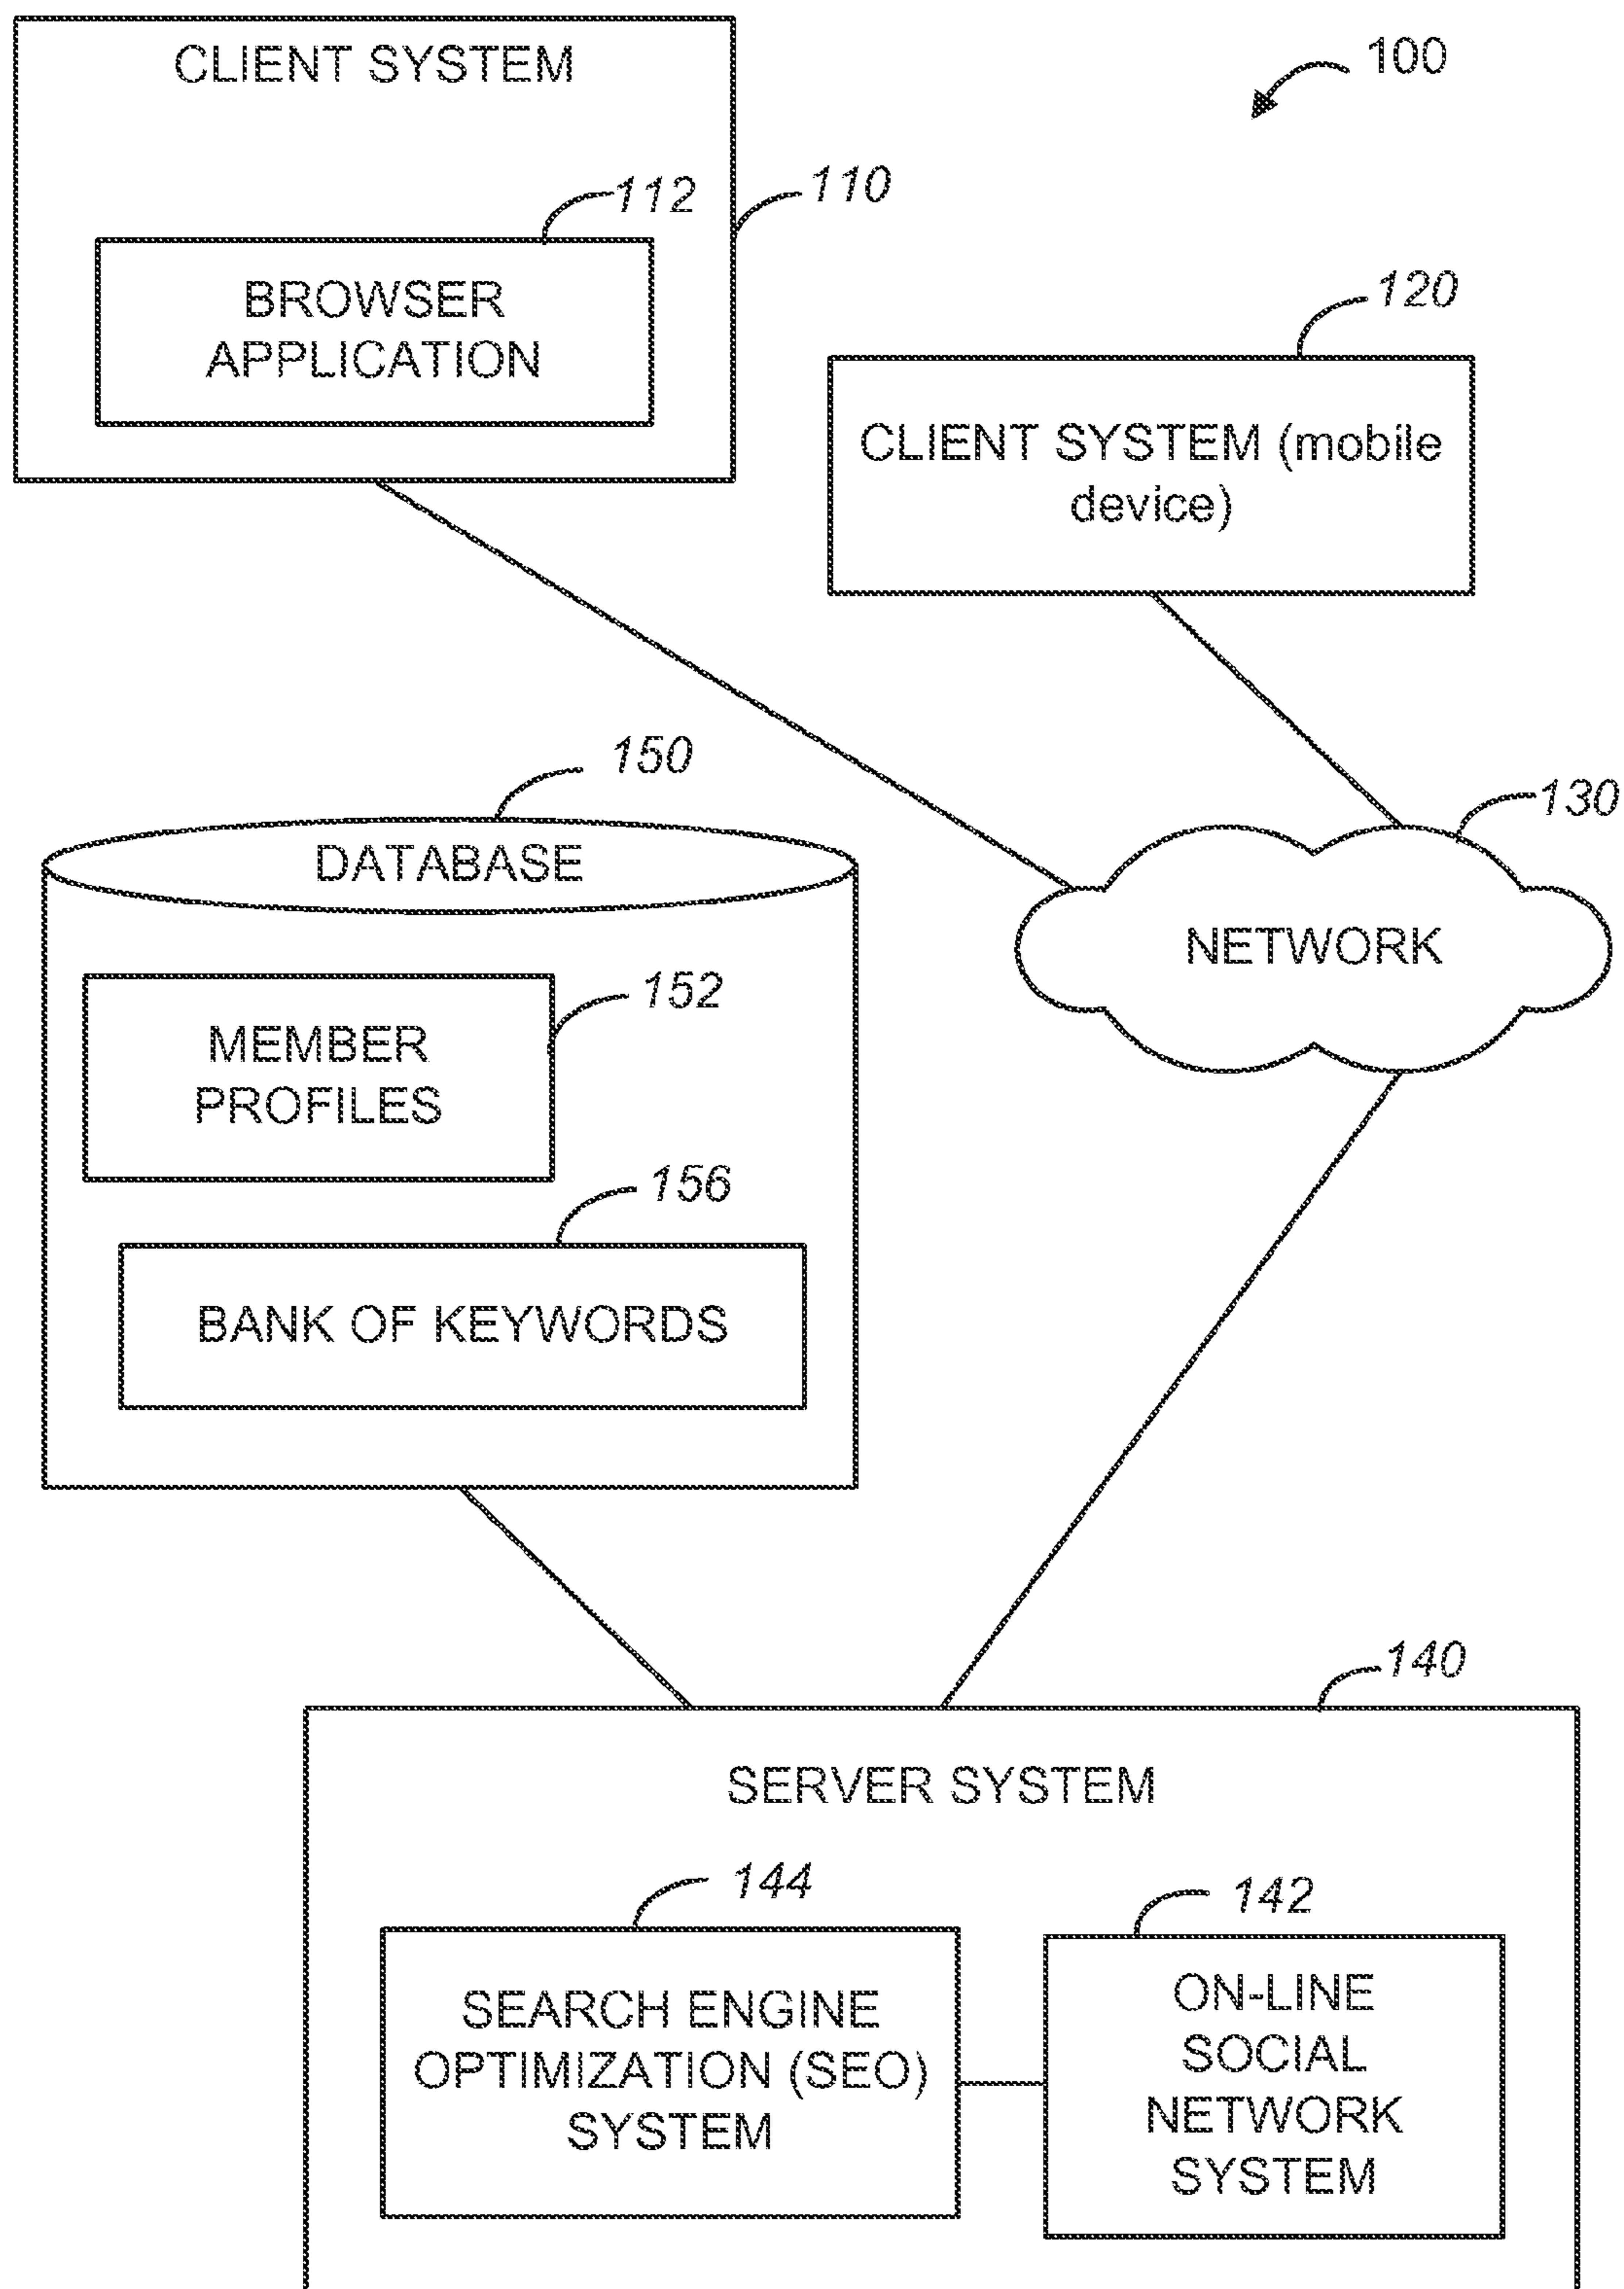 CLIENT SYSTEM
100
112
110
BROWSER
APPLICATION
120
CLIENT SYSTEM (mobile
device)
150
130
DATABASE
NETWORK
152
MEMBER
PROFILES
156
BANK OF KEYWORDS
140
SERVER SYSTEM
144
142
SEARCH ENGINE
OPTIMIZATION (SEO)
SYSTEM
ON-LINE
SOCIAL
NETWORK
SYSTEM